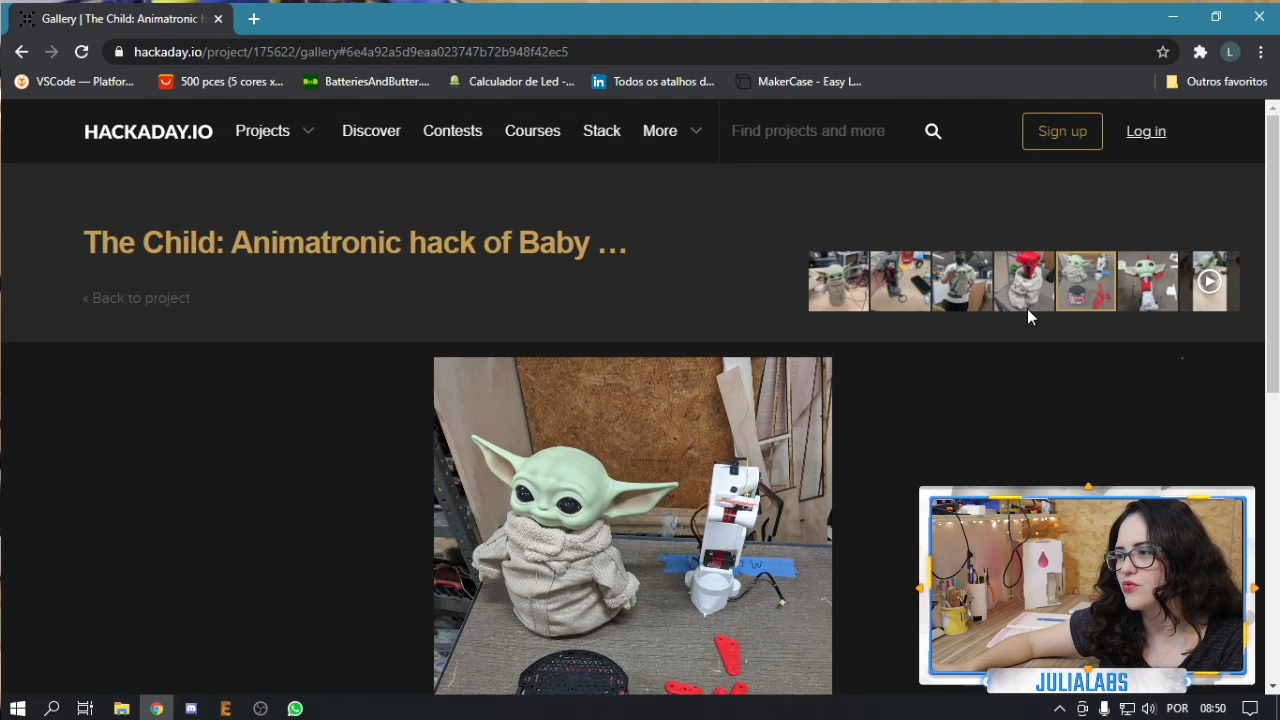 Gallery | The Child: Animatronic h
hackaday.io/project/175622/gallery#6e4a92a5d9eaa023747b72b948f42ec5
L
VSCode — Platfor...
500 pces (5 cores x...
BatteriesAndButter....
Calculador de Led -...
Todos os atalhos d...
MakerCase - Easy L...
Outros favoritos
HACKADAY.IO
Projects
Discover
Contests
Courses
Stack
More
Find projects and more
Sign up
Log in
The Child: Animatronic hack of Baby …
« Back to project
JULIALABS
POR
08:50